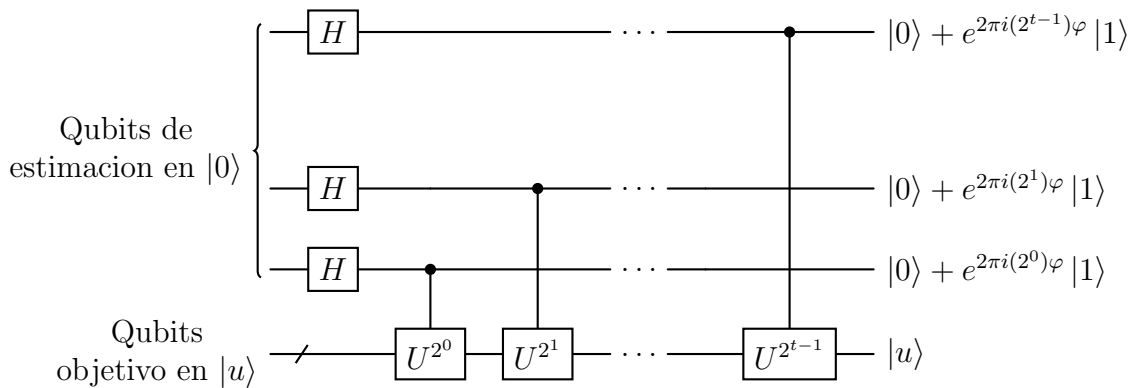 H ··· |0⟩ + e^{2πi(2^{t−1})φ} |1⟩
Qubits de
estimacion en |0⟩
H ··· |0⟩ + e^{2πi(2^1)φ} |1⟩
H ··· |0⟩ + e^{2πi(2^0)φ} |1⟩
Qubits
objetivo en |u⟩
U^{2^0} U^{2^1} ··· U^{2^{t−1}} |u⟩